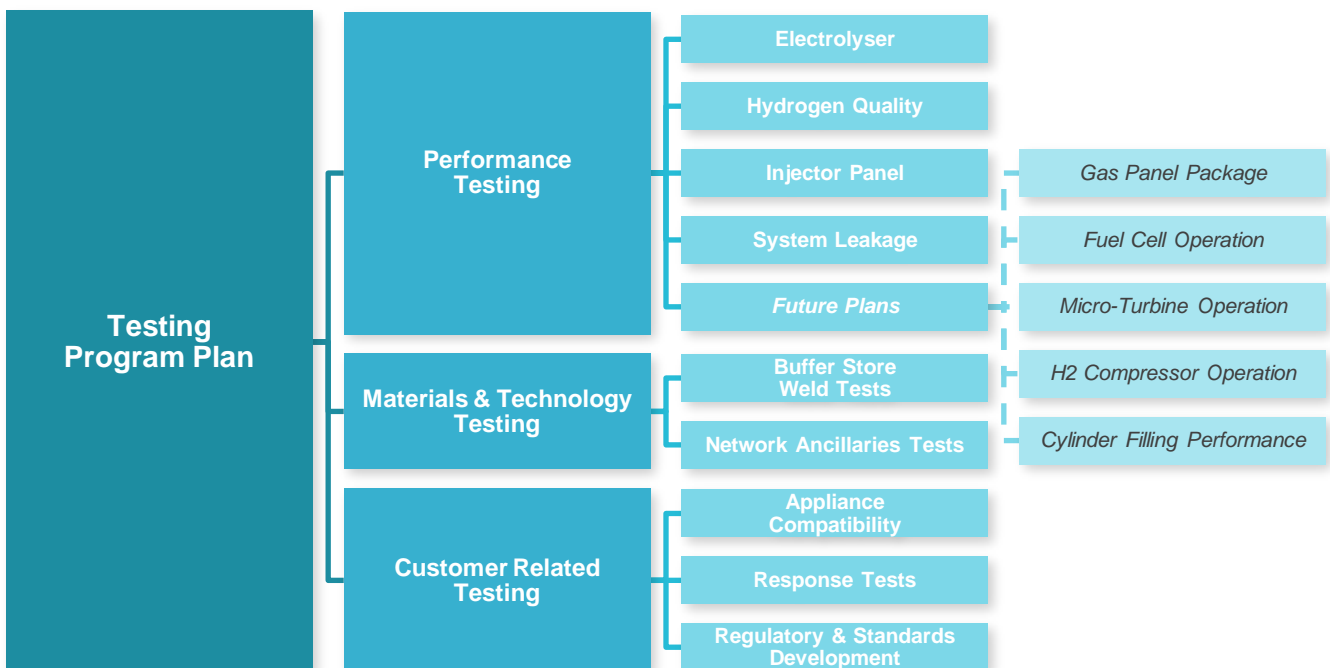 Testing
Program Plan
Performance
Testing
Electrolyser
Hydrogen Quality
Injector Panel
System Leakage
Future Plans
Gas Panel Package
Fuel Cell Operation
Micro-Turbine Operation
H2 Compressor Operation
Cylinder Filling Performance
Materials & Technology
Testing
Buffer Store
Weld Tests
Network Ancillaries Tests
Customer Related
Testing
Appliance
Compatibility
Response Tests
Regulatory & Standards
Development